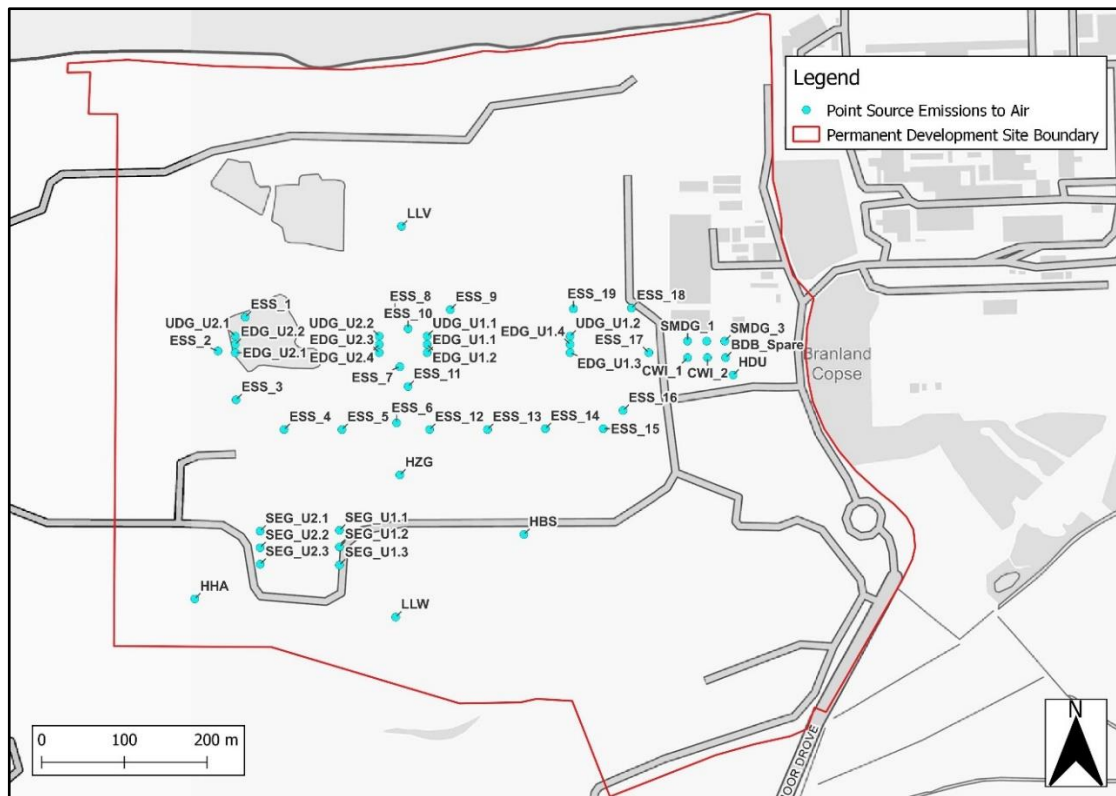 Legend
Point Source Emissions to Air
Permanent Development Site Boundary
LLV
ESS_1
ESS_8
ESS_9
ESS_10
ESS_19
ESS_18
UDG_U2.1
EDG_U2.2
UDG_U2.2
UDG_U1.1
EDG_U1.4
UDG_U1.2
SMDG_1
SMDG_3
ESS_2
EDG_U2.1
EDG_U2.3
EDG_U1.1
ESS_17
BDB_Spare
EDG_U2.4
EDG_U1.2
EDG_U1.3
CWI_1
CWI_2
HDU
Branland
Copse
ESS_7
ESS_11
ESS_3
ESS_16
ESS_4
ESS_5
ESS_6
ESS_12
ESS_13
ESS_14
ESS_15
HZG
SEG_U2.1
SEG_U1.1
HBS
SEG_U2.2
SEG_U1.2
SEG_U2.3
SEG_U1.3
HHA
LLW
N
0 100 200 m
OOR DROVE